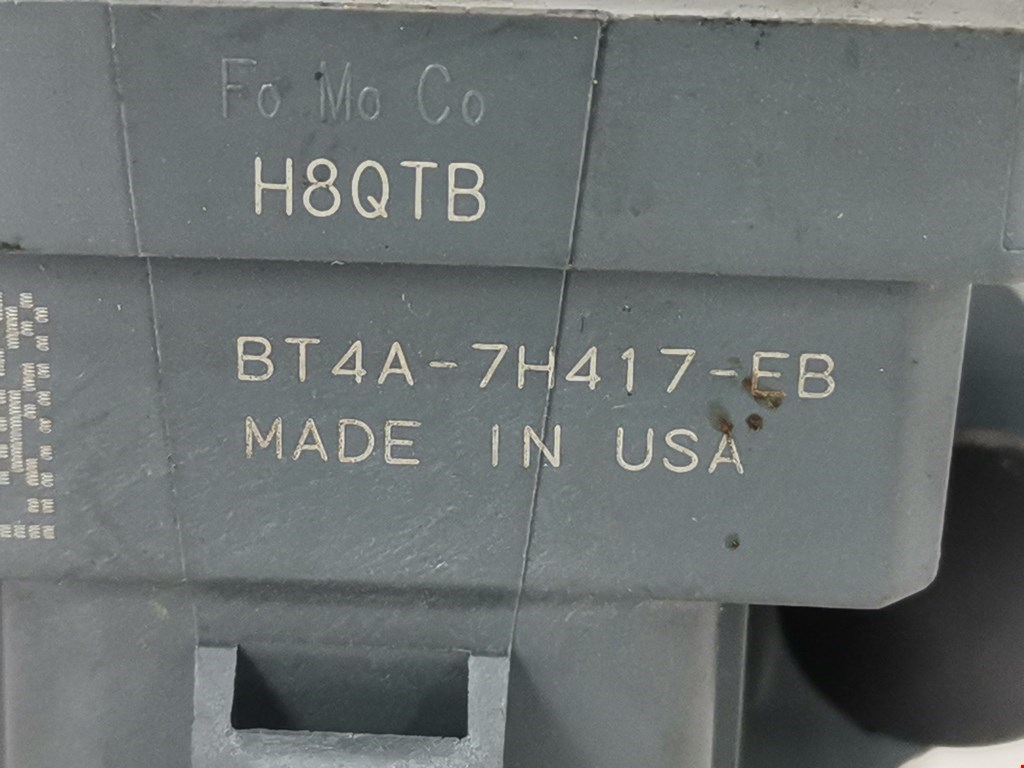 Fo Mo Co
H8QTB
BT4A-7H417-EB
MADE IN USA